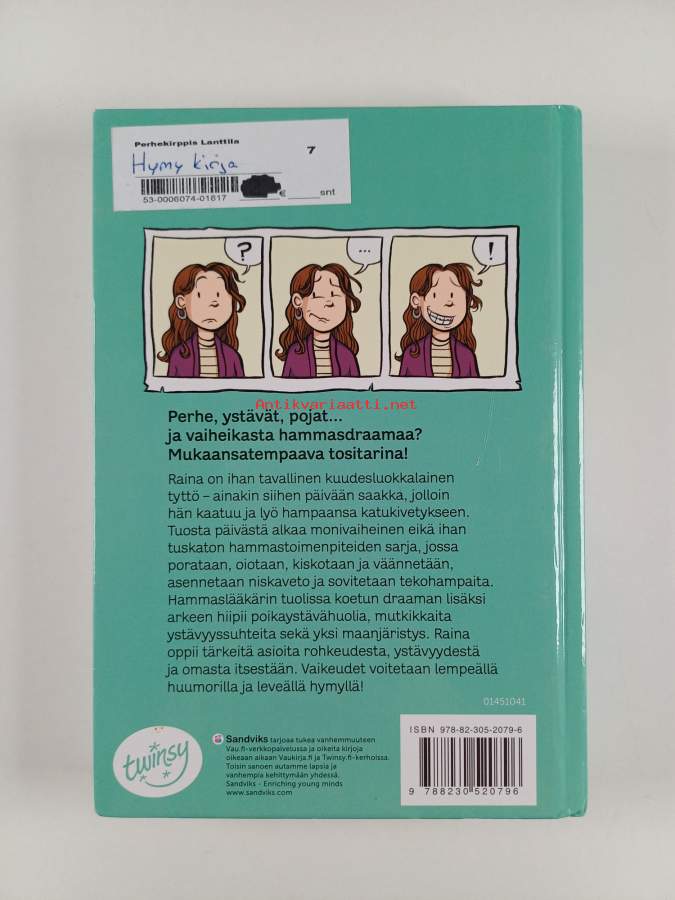 Perhekirppis Lanttila
7
Hymy kirja
€ ____snt
53-0006074-01617
?
...
!
Antikvariaatti.net
Perhe, ystävät, pojat...
ja vaiheikasta hammasdraamaa?
Mukaansatempaava tositarina!
Raina on ihan tavallinen kuudesluokkalainen
tyttö – ainakin siihen päivään saakka, jolloin
hän kaatuu ja lyö hampaansa katukivetykseen.
Tuosta päivästä alkaa monivaiheinen eikä ihan
tuskaton hammastoimenpiteiden sarja, jossa
porataan, oiotaan, kiskotaan ja väännetään,
asennetaan niskaveto ja sovitetaan tekohampaita.
Hammaslääkärin tuolissa koetun draaman lisäksi
arkeen hiipii poikaystävähuolia, mutkikkaita
ystävyyssuhteita sekä yksi maanjäristys. Raina
oppii tärkeitä asioita rohkeudesta, ystävyydestä
ja omasta itsestään. Vaikeudet voitetaan lempeällä
huumorilla ja leveällä hymyllä!
01451041
twinsy
Sandviks tarjoaa tukea vanhemmuuteen
Vau.fi-verkkopalvelussa ja oikeita kirjoja
oikeaan aikaan Vaukirja.fi ja Twinsy.fi-kerhoissa.
Toisin sanoen autamme lapsia ja
vanhempia kehittymään yhdessä.
Sandviks - Enriching young minds
www.sandviks.com
ISBN 978-82-305-2079-6
9 788230 520796